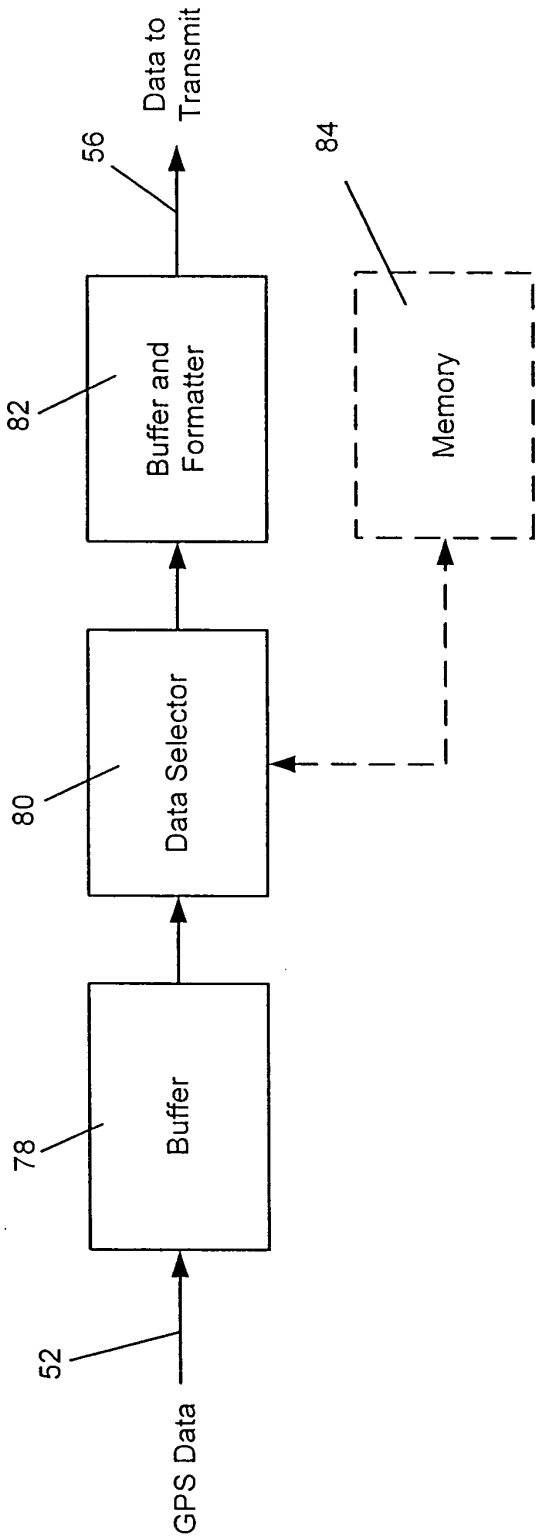 GPS Data
52
78
Buffer
80
Data Selector
82
Buffer and
Formatter
56
Data to
Transmit
84
Memory